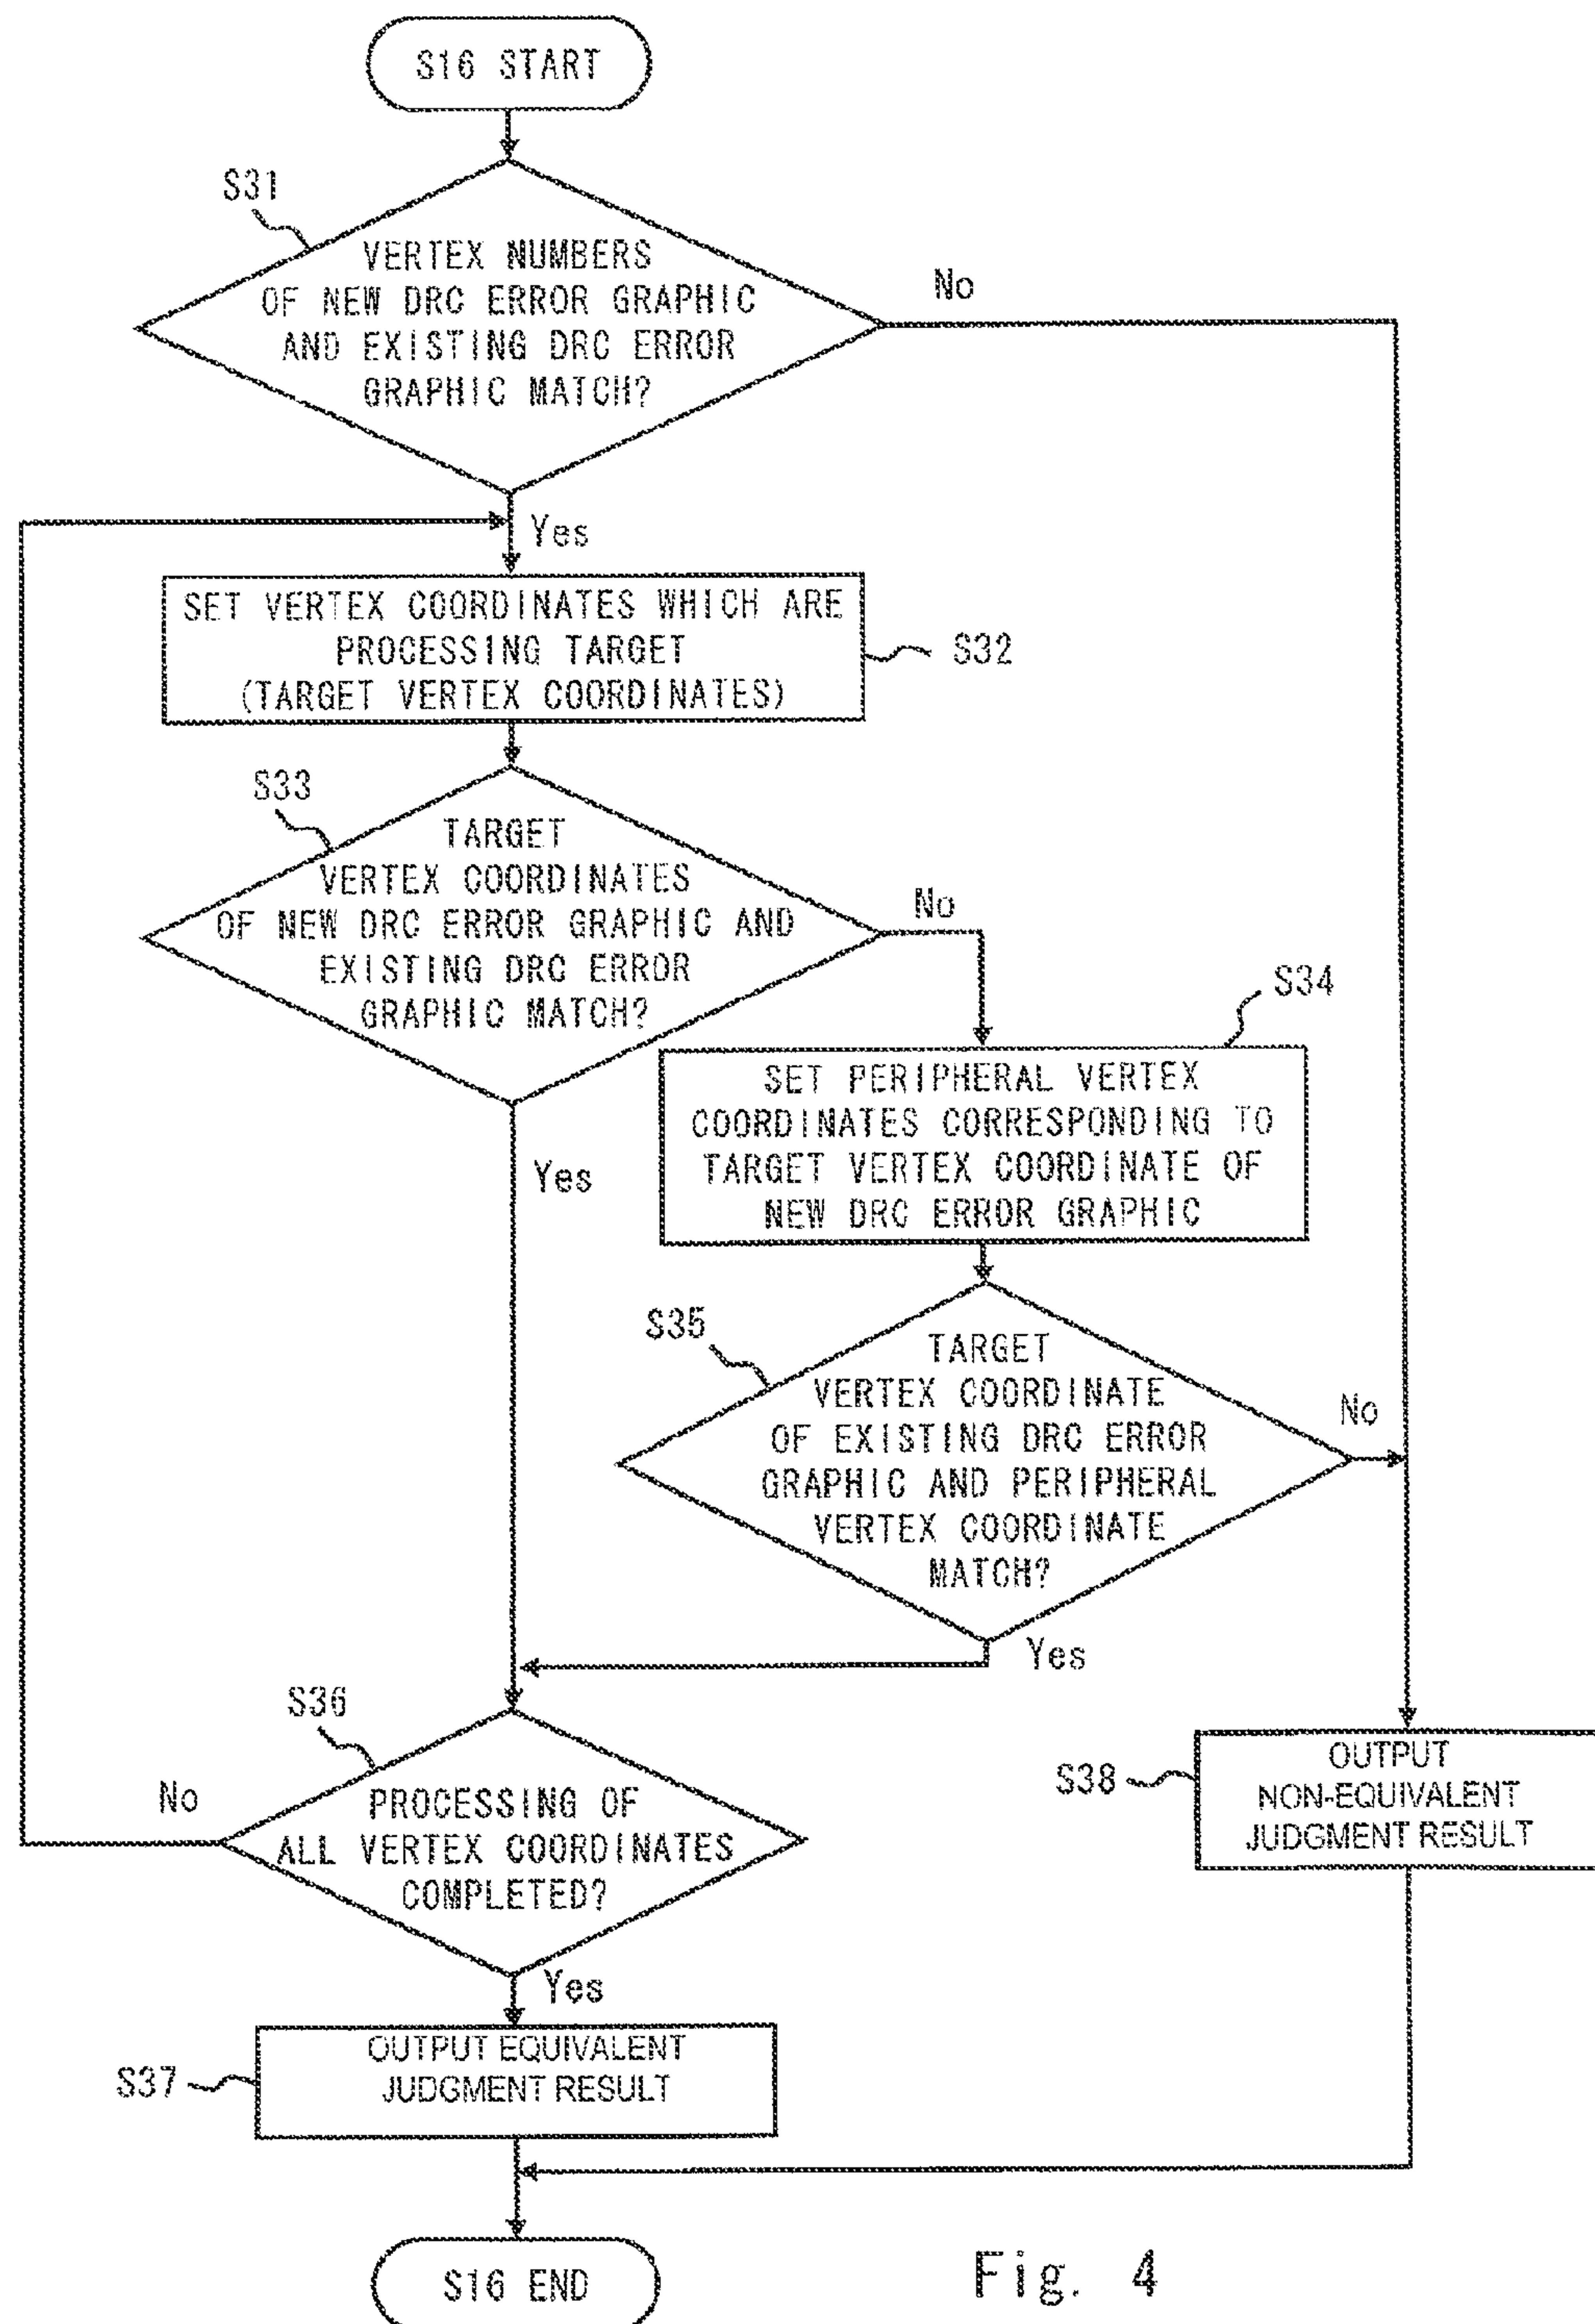 S16 START
S31
VERTEX NUMBERS
OF NEW DRC ERROR GRAPHIC
AND EXISTING DRC ERROR
GRAPHIC MATCH?
No
Yes
SET VERTEX COORDINATES WHICH ARE
PROCESSING TARGET
(TARGET VERTEX COORDINATES)
S32
S33
TARGET
VERTEX COORDINATES
OF NEW DRC ERROR GRAPHIC AND
EXISTING DRC ERROR
GRAPHIC MATCH?
No
Yes
S34
SET PERIPHERAL VERTEX
COORDINATES CORRESPONDING TO
TARGET VERTEX COORDINATE OF
NEW DRC ERROR GRAPHIC
S35
TARGET
VERTEX COORDINATE
OF EXISTING DRC ERROR
GRAPHIC AND PERIPHERAL
VERTEX COORDINATE
MATCH?
No
Yes
S36
PROCESSING OF
ALL VERTEX COORDINATES
COMPLETED?
No
Yes
S38
OUTPUT
NON-EQUIVALENT
JUDGMENT RESULT
S37
OUTPUT EQUIVALENT
JUDGMENT RESULT
S16 END
Fig. 4